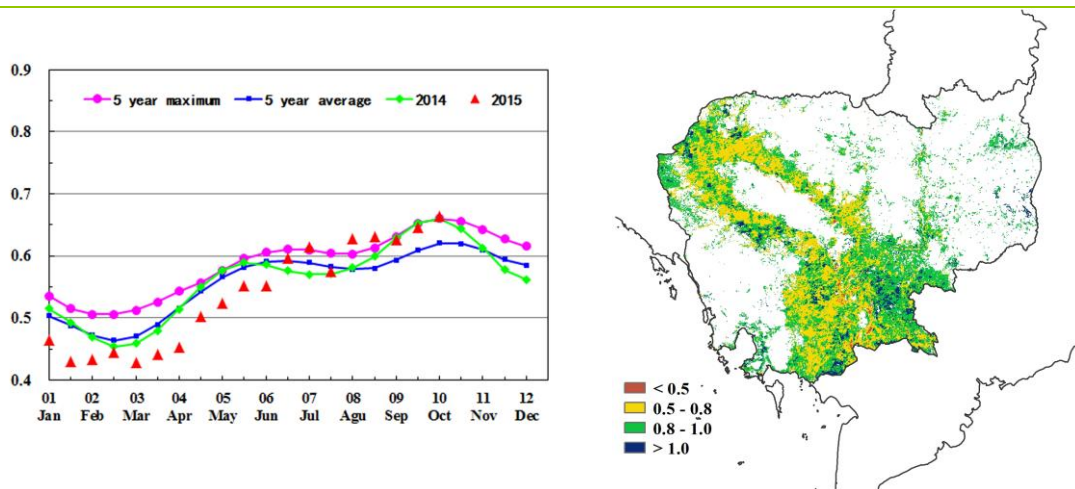 0.9
5 year maximum 5 year average 2014 2015
0.8
0.7
0.6
0.5
0.4
01 02 03 04 05 06 07 08 09 10 11 12
Jan Feb Mar Apr May Jun Jul Agu Sep Oct Nov Dec
< 0.5
0.5 - 0.8
0.8 - 1.0
> 1.0